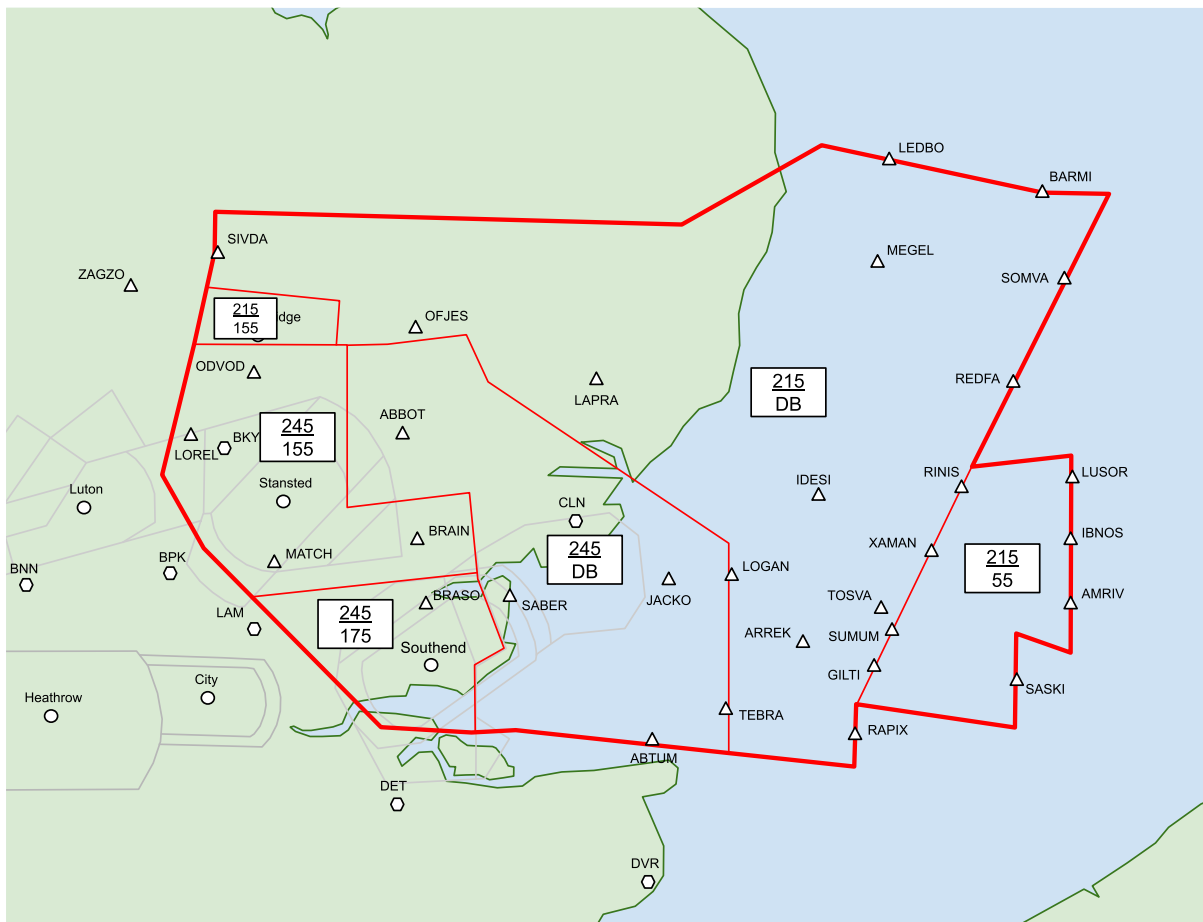 LEDBO
BARMI
SIVDA
MEGEL
ZAGZO
SOMVA
215
155
dge
OFJES
ODVOD
LAPRA
215
DB
REDFA
ABBOT
245
155
BKY
LOREL
RINIS
LUSOR
Luton
Stansted
CLN
IDESI
BRAIN
XAMAN
IBNOS
MATCH
BPK
BNN
245
DB
LOGAN
215
55
JACKO
BRASO
SABER
TOSVA
AMRIV
LAM
245
175
ARREK
SUMUM
Southend
GILTI
City
Heathrow
SASKI
TEBRA
RAPIX
ABTUM
DET
DVR